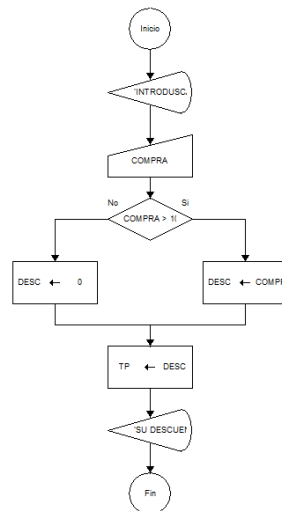 Inicio
'INTRODUSC
COMPRA
No Si
COMPRA > 1
DESC ← 0
DESC ← COMP
TP ← DESC
'SU DESCUEN
Fin